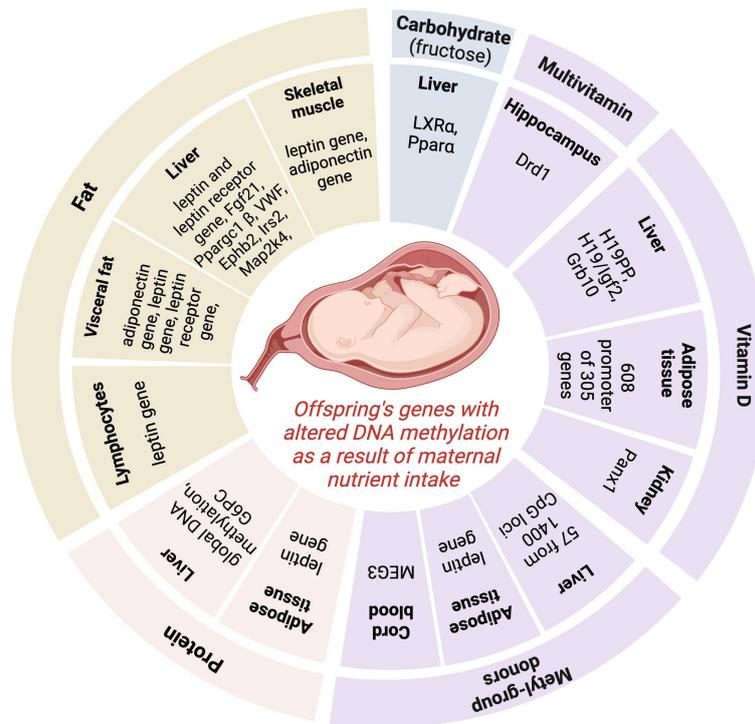 Carbohydrate
(fructose)
Liver
LXRα,
Pparα
Multivitamin
Hippocampus
Drd1
Vitamin D
Liver
H19PP,
H19/Igf2,
Grb10
Adipose
tissue
608
promoter
of 305
genes
Kidney
Panx1
Metyl-group
donors
Liver
57 from
1400
CpG loci
Adipose
tissue
leptin
gene
Cord
blood
MEG3
Protein
Adipose
tissue
leptin
gene
Liver
global DNA
methylation,
G6PC
Fat
Lymphocytes
leptin gene
Visceral fat
adiponectin
gene, leptin
gene, leptin
receptor
gene,
Liver
leptin and
leptin receptor
gene, Fgf21,
Ppargc1 β, VWF,
Ephb2, Irs2,
Map2k4,
Skeletal
muscle
leptin gene,
adiponectin
gene
Offspring's genes with
altered DNA methylation
as a result of maternal
nutrient intake